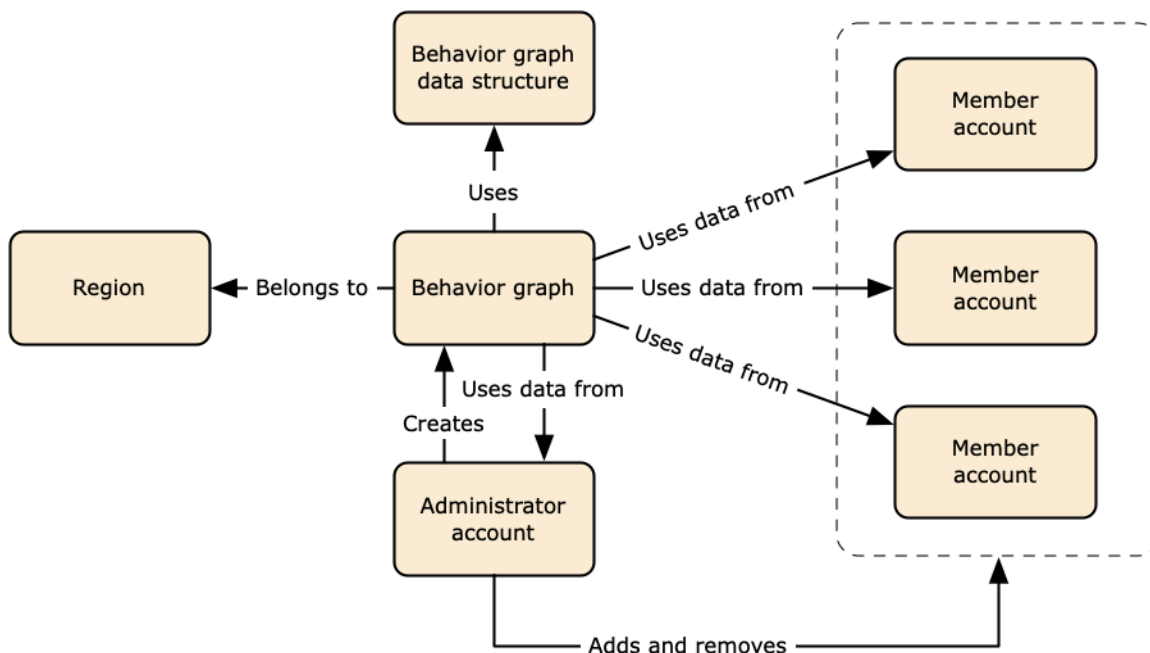 Behavior graph
data structure
Member
account
Uses
Uses data from
Region
Belongs to
Behavior graph
Uses data from
Member
account
Uses data from
Uses data from
Creates
Member
account
Administrator
account
Adds and removes